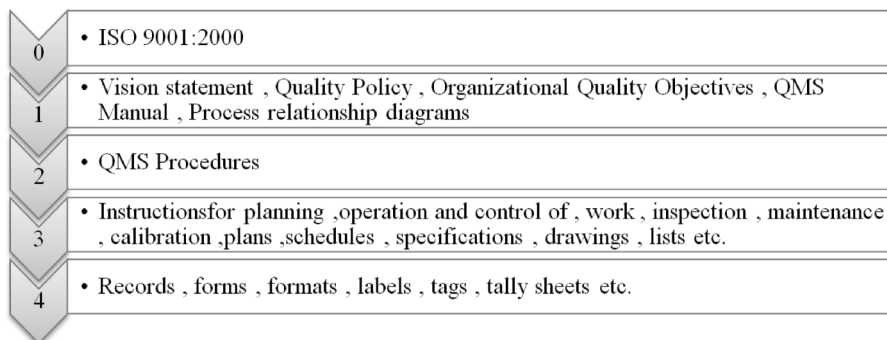 0
• ISO 9001:2000
1
• Vision statement , Quality Policy , Organizational Quality Objectives , QMS
Manual , Process relationship diagrams
2
• QMS Procedures
3
• Instructionsfor planning ,operation and control of , work , inspection , maintenance
, calibration ,plans ,schedules , specifications , drawings , lists etc.
4
• Records , forms , formats , labels , tags , tally sheets etc.